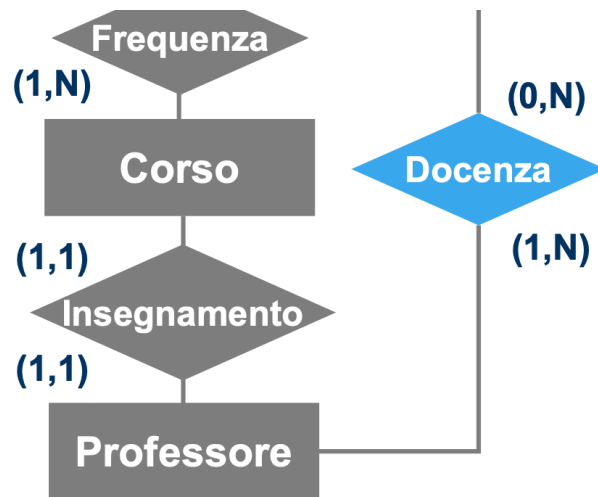 Frequenza
(1,N)
(0,N)
Corso
Docenza
(1,1)
(1,N)
Insegnamento
(1,1)
Professore